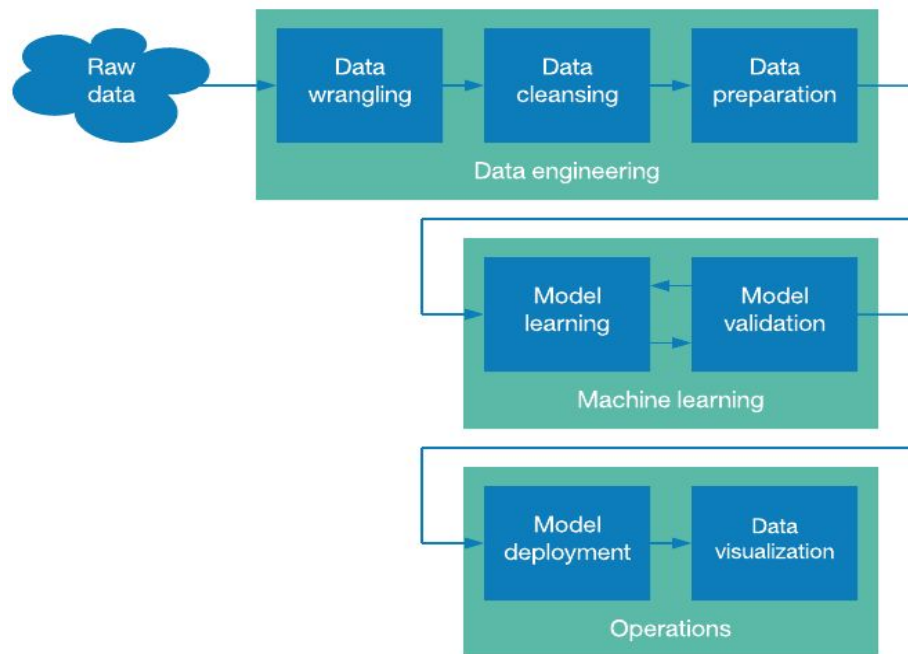 Raw
data
Data
wrangling
Data
cleansing
Data
preparation
Data engineering
Model
learning
Model
validation
Machine learning
Model
deployment
Data
visualization
Operations